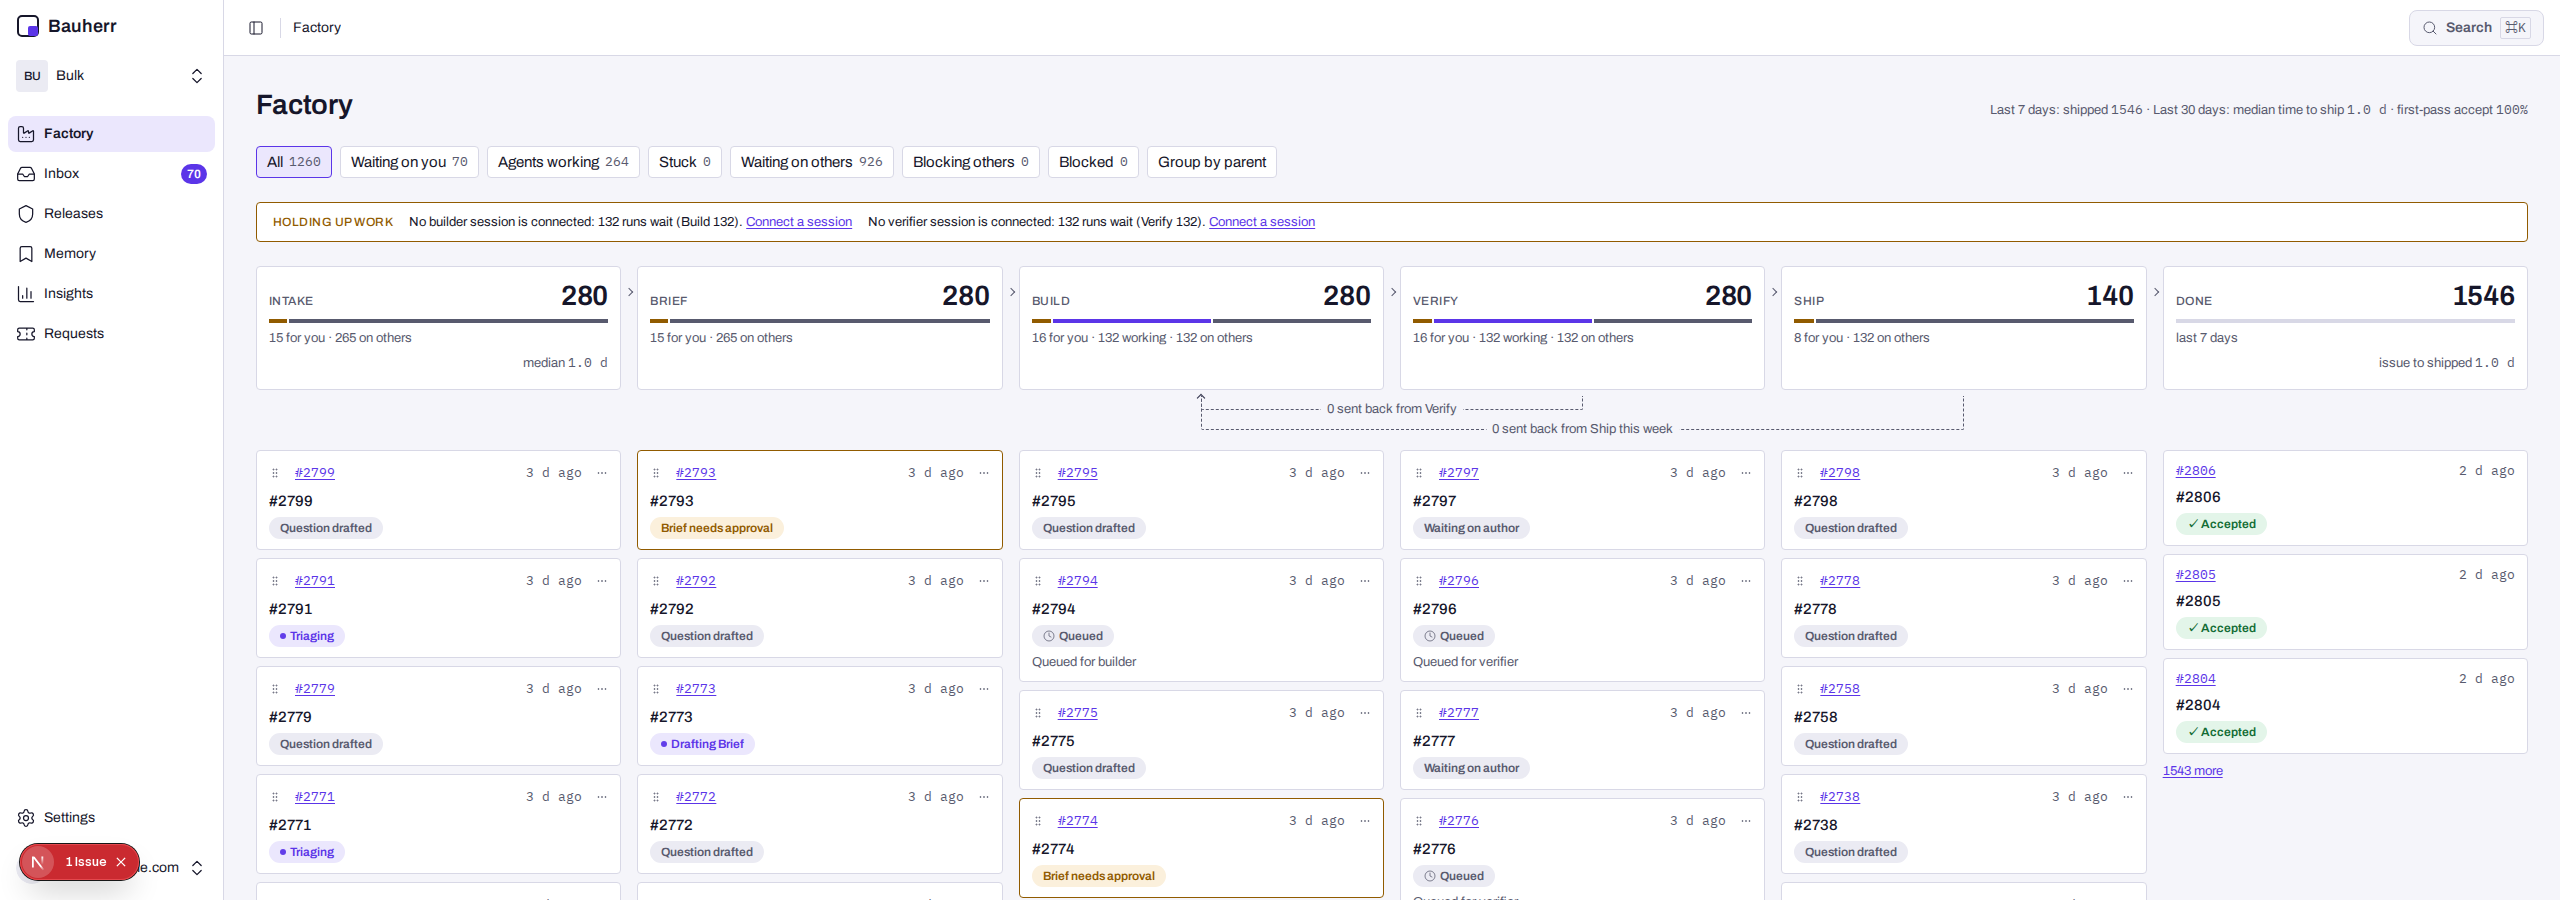 Bauherr
BU Bulk
Factory
Inbox 70
Releases
Memory
Insights
Requests
Settings
1 Issue
e.com
Factory
Search ⌘K
Factory
Last 7 days: shipped 1546 · Last 30 days: median time to ship 1.0 d · first-pass accept 100%
All 1260
Waiting on you 70
Agents working 264
Stuck 0
Waiting on others 926
Blocking others 0
Blocked 0
Group by parent
HOLDING UP WORK No builder session is connected: 132 runs wait (Build 132). Connect a session No verifier session is connected: 132 runs wait (Verify 132). Connect a session
INTAKE 280
15 for you · 265 on others
median 1.0 d
BRIEF 280
15 for you · 265 on others
BUILD 280
16 for you · 132 working · 132 on others
VERIFY 280
16 for you · 132 working · 132 on others
SHIP 140
8 for you · 132 on others
DONE 1546
last 7 days
issue to shipped 1.0 d
0 sent back from Verify
0 sent back from Ship this week
#2799 3 d ago
#2799
Question drafted
#2791 3 d ago
#2791
Triaging
#2779 3 d ago
#2779
Question drafted
#2771 3 d ago
#2771
Triaging
#2793 3 d ago
#2793
Brief needs approval
#2792 3 d ago
#2792
Question drafted
#2773 3 d ago
#2773
Drafting Brief
#2772 3 d ago
#2772
Question drafted
#2795 3 d ago
#2795
Question drafted
#2794 3 d ago
#2794
Queued
Queued for builder
#2775 3 d ago
#2775
Question drafted
#2774 3 d ago
#2774
Brief needs approval
#2797 3 d ago
#2797
Waiting on author
#2796 3 d ago
#2796
Queued
Queued for verifier
#2777 3 d ago
#2777
Waiting on author
#2776 3 d ago
#2776
Queued
Queued for verifier
#2798 3 d ago
#2798
Question drafted
#2778 3 d ago
#2778
Question drafted
#2758 3 d ago
#2758
Question drafted
#2738 3 d ago
#2738
Question drafted
#2806 2 d ago
#2806
✓ Accepted
#2805 2 d ago
#2805
✓ Accepted
#2804 2 d ago
#2804
✓ Accepted
1543 more